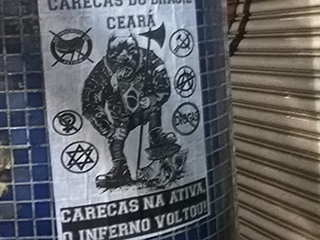 CARECAS DO BRASIL
CEARÁ
DROGAS
CARECAS NA ATIVA,
O INFERNO VOLTOU!